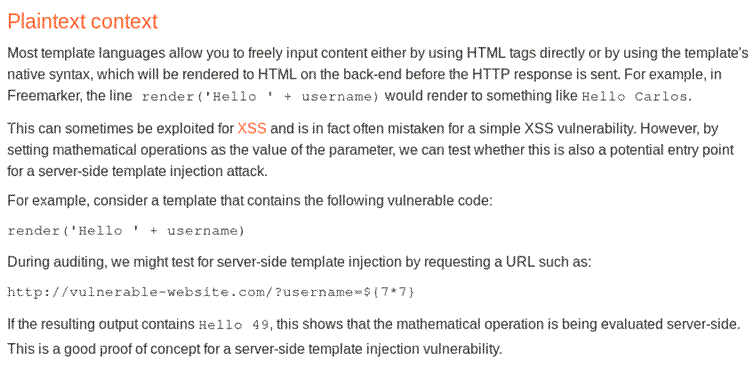 Plaintext context
Most template languages allow you to freely input content either by using HTML tags directly or by using the template's
native syntax, which will be rendered to HTML on the back-end before the HTTP response is sent. For example, in
Freemarker, the line render('Hello ' + username) would render to something like Hello Carlos.
This can sometimes be exploited for XSS and is in fact often mistaken for a simple XSS vulnerability. However, by
setting mathematical operations as the value of the parameter, we can test whether this is also a potential entry point
for a server-side template injection attack.
For example, consider a template that contains the following vulnerable code:
render('Hello ' + username)
During auditing, we might test for server-side template injection by requesting a URL such as:
http://vulnerable-website.com/?username=${7*7}
If the resulting output contains Hello 49, this shows that the mathematical operation is being evaluated server-side.
This is a good proof of concept for a server-side template injection vulnerability.